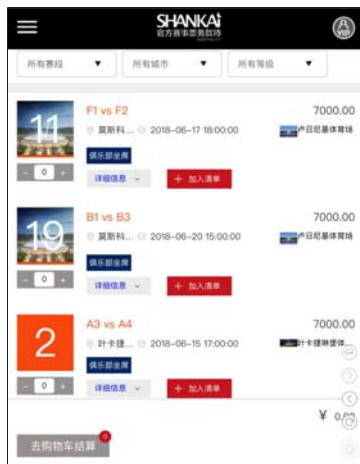 SHANKAI
官方赛事票务款待
HOSPITALITY
VIP
所有赛段 ▼
所有城市 ▼
所有等级 ▼
11
F1 vs F2
7000.00
莫斯科... 2018-06-17 18:00:00
卢日尼基体育场
俱乐部坐席
- 0 +
详细信息
+ 加入清单
19
B1 vs B3
7000.00
莫斯科... 2018-06-20 15:00:00
卢日尼基体育场
俱乐部坐席
- 0 +
详细信息
+ 加入清单
2
A3 vs A4
7000.00
叶卡捷... 2018-06-15 17:00:00
叶卡捷琳堡体...
俱乐部坐席
- 0 +
详细信息
+ 加入清单
¥ 0.00
去购物车结算
0